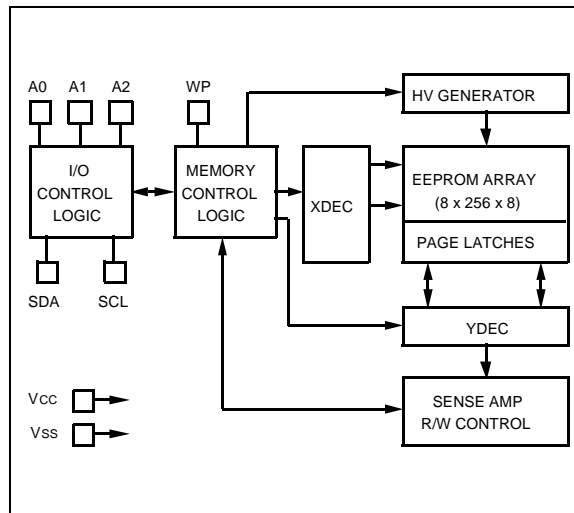 A0 A1 A2 WP
HV GENERATOR
I/O
CONTROL
LOGIC
MEMORY
CONTROL
LOGIC
XDEC
EEPROM ARRAY
(8 x 256 x 8)
PAGE LATCHES
SDA SCL
YDEC
VCC
VSS
SENSE AMP
R/W CONTROL